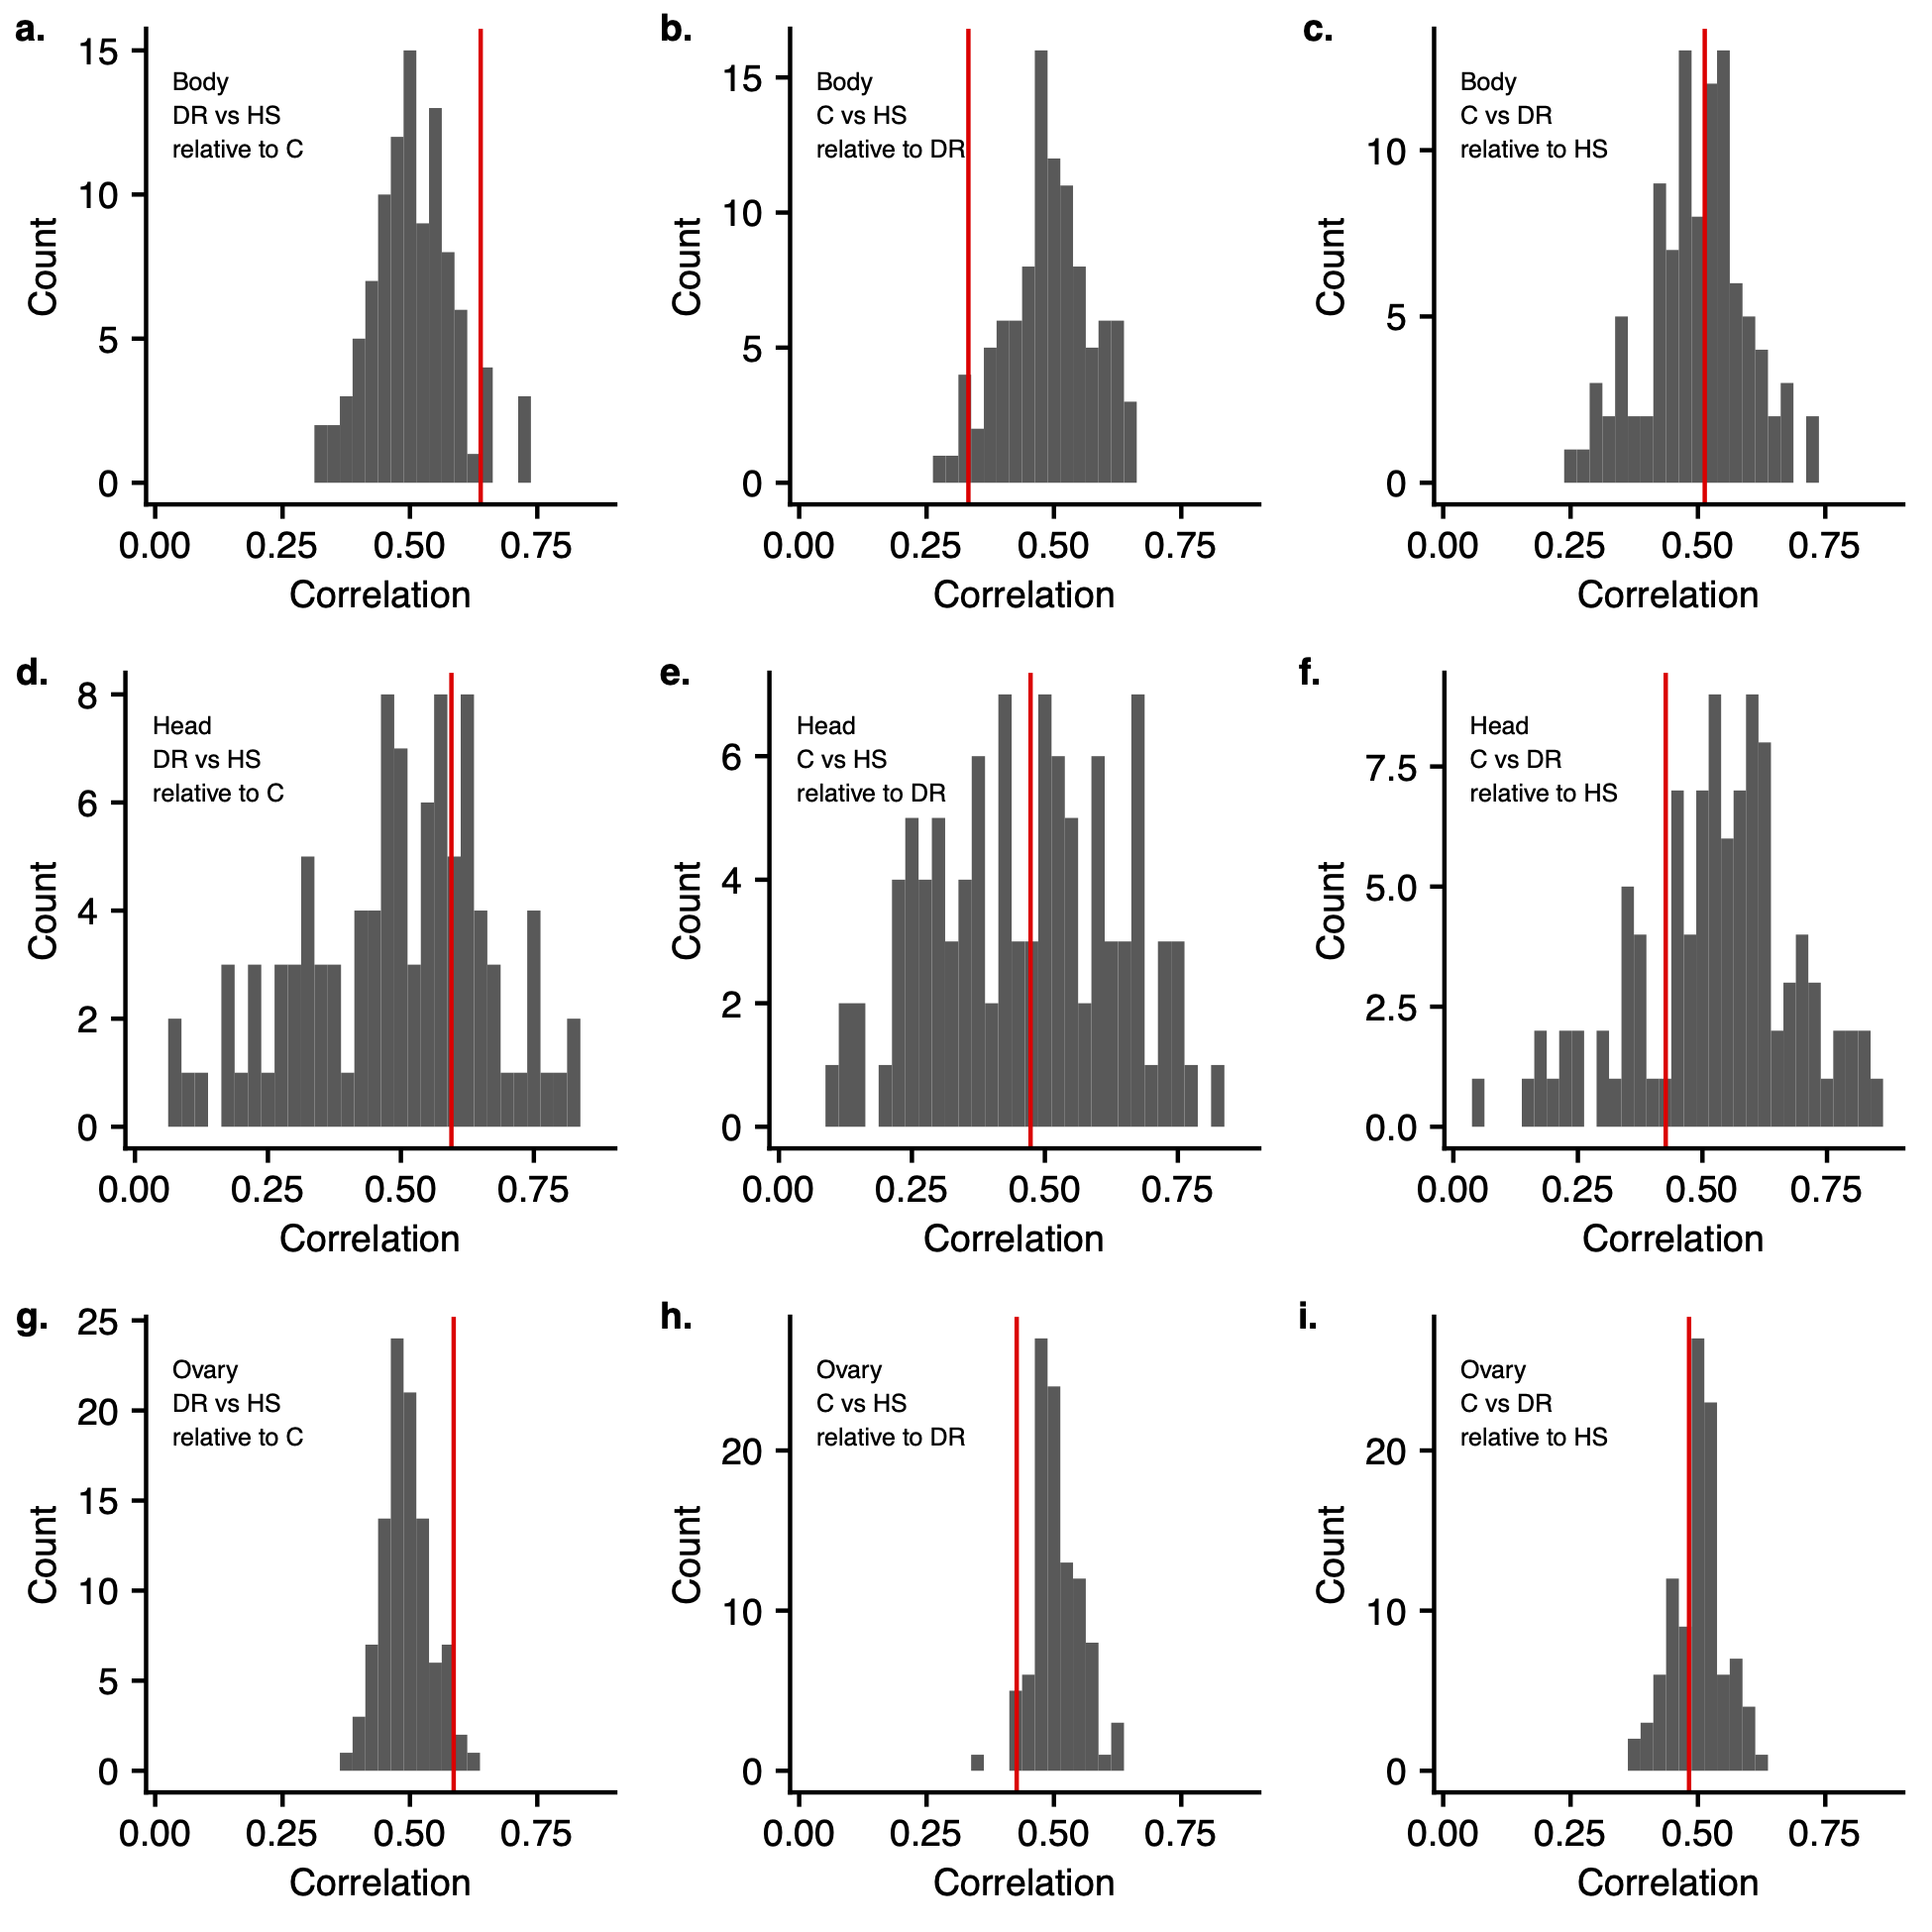 a.
15
10
5
0
Count
Body
DR vs HS
relative to C
0.00 0.25 0.50 0.75
Correlation
b.
15
10
5
0
Count
Body
C vs HS
relative to DR
0.00 0.25 0.50 0.75
Correlation
c.
10
5
0
Count
Body
C vs DR
relative to HS
0.00 0.25 0.50 0.75
Correlation
d.
8
6
4
2
0
Count
Head
DR vs HS
relative to C
0.00 0.25 0.50 0.75
Correlation
e.
6
4
2
0
Count
Head
C vs HS
relative to DR
0.00 0.25 0.50 0.75
Correlation
f.
7.5
5.0
2.5
0.0
Count
Head
C vs DR
relative to HS
0.00 0.25 0.50 0.75
Correlation
g.
25
20
15
10
5
0
Count
Ovary
DR vs HS
relative to C
0.00 0.25 0.50 0.75
Correlation
h.
20
10
0
Count
Ovary
C vs HS
relative to DR
0.00 0.25 0.50 0.75
Correlation
i.
20
10
0
Count
Ovary
C vs DR
relative to HS
0.00 0.25 0.50 0.75
Correlation